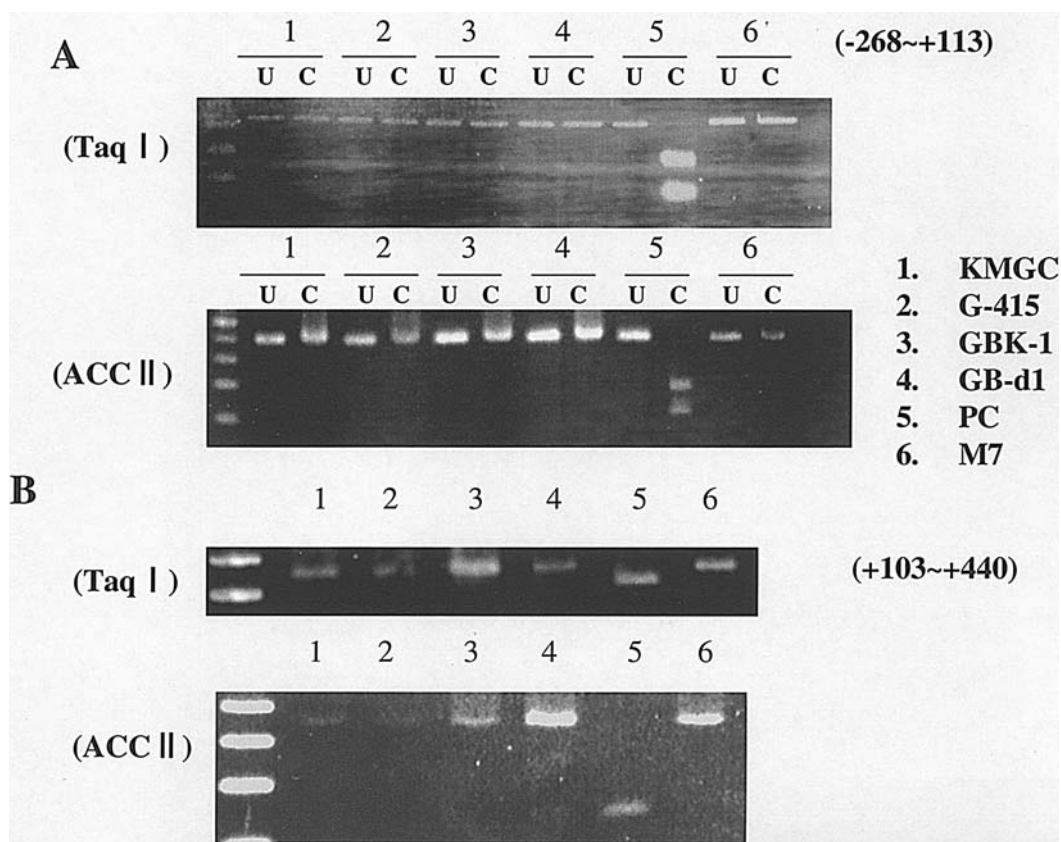 A
1 2 3 4 5 6 (-268~+113)
U C U C U C U C U C U C
(Taq Ⅰ)
1 2 3 4 5 6
U C U C U C U C U C U C
(ACC Ⅱ)
1. KMGC
2. G-415
3. GBK-1
4. GB-d1
5. PC
6. M7
B
1 2 3 4 5 6
(Taq Ⅰ)
(+103~+440)
1 2 3 4 5 6
(ACC Ⅱ)